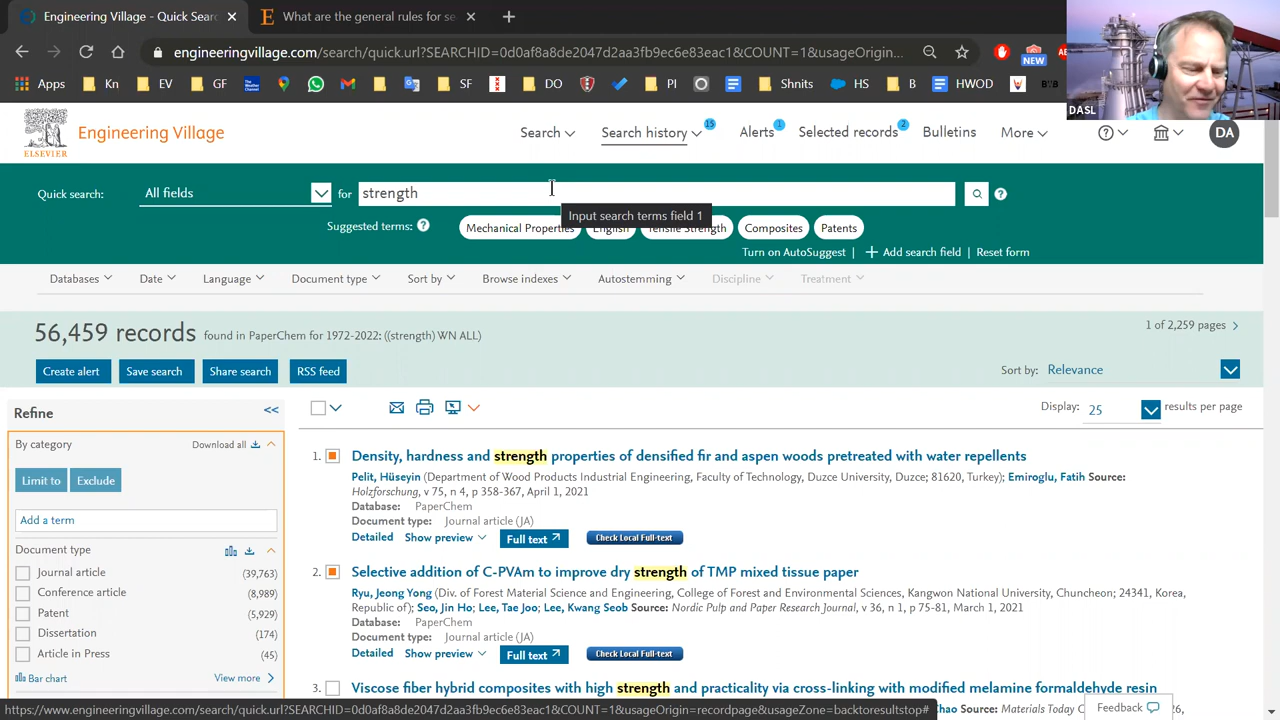 Engineering Village - Quick Sear
What are the general rules for se
engineeringvillage.com/search/quick.url?SEARCHID=0d0af8a8de2047d2aa3fb9ec6e83eac1&COUNT=1&usageOrigin...
NEW
Apps
Kn
EV
GF
SF
DO
PI
Shnits
HS
B
HWOD
DASL
ELSEVIER
Engineering Village
Search
Search history
15
Alerts
1
Selected records
2
Bulletins
More
DA
Quick search:
All fields
for
strength
Input search terms field 1
Suggested terms:
Mechanical Properties
English
Tensile Strength
Composites
Patents
Turn on AutoSuggest
Add search field
Reset form
Databases
Date
Language
Document type
Sort by
Browse indexes
Autostemming
Discipline
Treatment
56,459 records
found in PaperChem for 1972-2022: ((strength) WN ALL)
1 of 2,259 pages
Create alert
Save search
Share search
RSS feed
Sort by:
Relevance
Refine
<<
Display:
25
results per page
By category
Download all
Limit to
Exclude
Add a term
Document type
Journal article
(39,763)
Conference article
(8,989)
Patent
(5,929)
Dissertation
(174)
Article in Press
(45)
Bar chart
View more
1.
Density, hardness and strength properties of densified fir and aspen woods pretreated with water repellents
Pelit, Hüseyin (Department of Wood Products Industrial Engineering, Faculty of Technology, Duzce University, Duzce; 81620, Turkey); Emiroglu, Fatih Source:
Holzforschung, v 75, n 4, p 358-367, April 1, 2021
Database: PaperChem
Document type: Journal article (JA)
Detailed
Show preview
Full text
Check Local Full-text
2.
Selective addition of C-PVAm to improve dry strength of TMP mixed tissue paper
Ryu, Jeong Yong (Div. of Forest Material Science and Engineering, College of Forest and Environmental Sciences, Kangwon National University, Chuncheon; 24341, Korea,
Republic of); Seo, Jin Ho; Lee, Tae Joo; Lee, Kwang Seob Source: Nordic Pulp and Paper Research Journal, v 36, n 1, p 75-81, March 1, 2021
Database: PaperChem
Document type: Journal article (JA)
Detailed
Show preview
Full text
Check Local Full-text
3.
Viscose fiber hybrid composites with high strength and practicality via cross-linking with modified melamine formaldehyde resin
https://www.engineeringvillage.com/search/quick.url?SEARCHID=0d0af8a8de2047d2aa3fb9ec6e83eac1&COUNT=1&usageOrigin=recordpage&usageZone=backtoresultstop#
Chao Source: Materials Today
Feedback